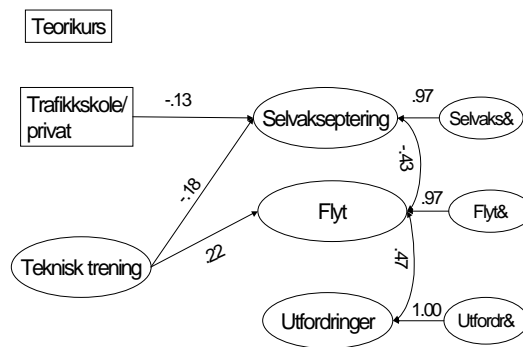 Teorikurs
Trafikkskole/
privat
-.13
Selvakseptering
.97
Selvaks&
-.18
-.43
Flyt
.97
Flyt&
.22
Teknisk trening
.47
Utfordringer
1.00
Utfordr&